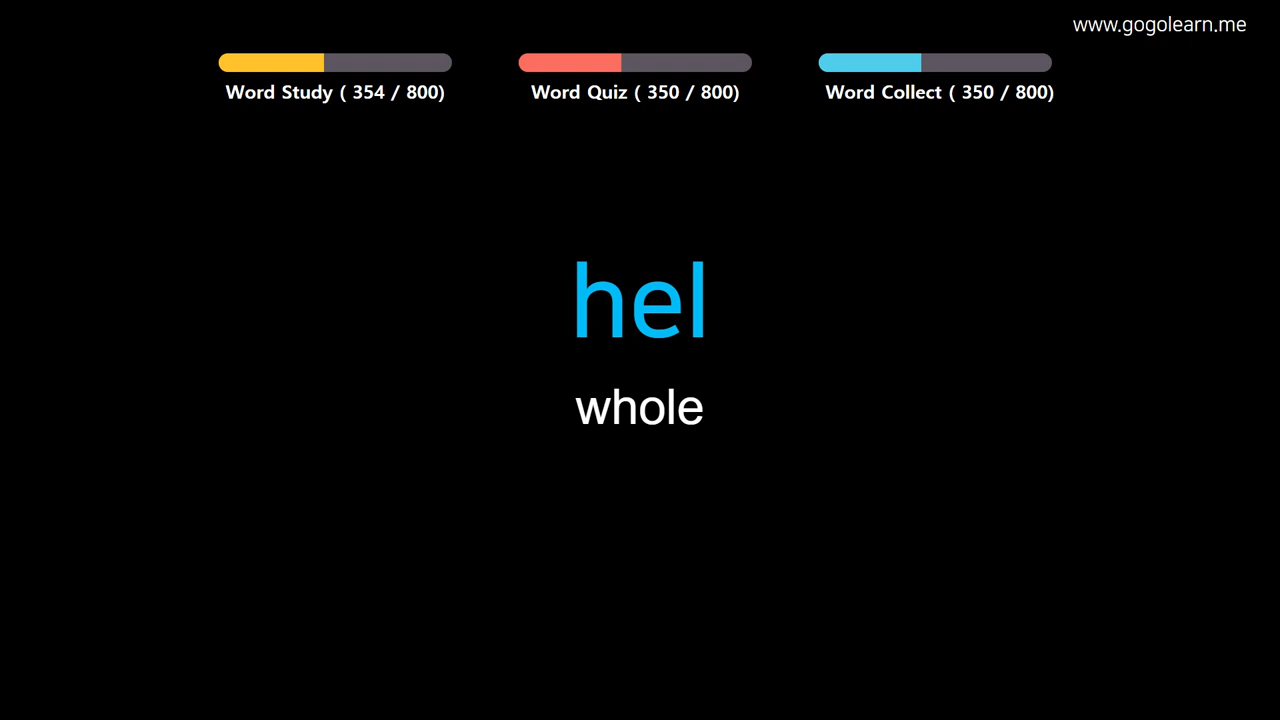 www.gogolearn.me
Word Study ( 354 / 800)
Word Quiz ( 350 / 800)
Word Collect ( 350 / 800)
hel
whole